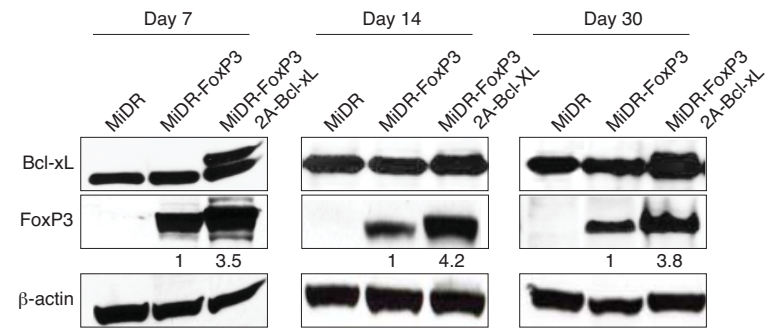 Day 7 Day 14 Day 30
MiDR MiDR-FoxP3 MiDR-FoxP3 2A-Bcl-xL MiDR MiDR-FoxP3 MiDR-FoxP3 2A-Bcl-XL MiDR MiDR-FoxP3 MiDR-FoxP3 2A-Bcl-xL
Bcl-xL
FoxP3
1 3.5 1 4.2 1 3.8
β-actin